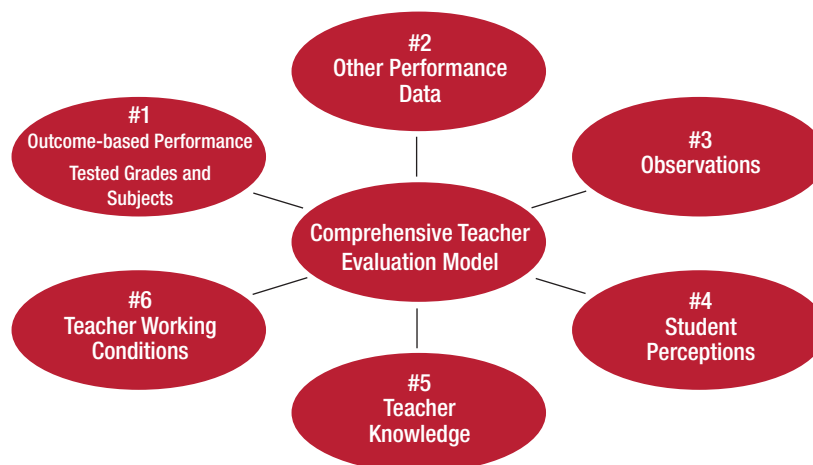 #1
Outcome-based Performance
Tested Grades and
Subjects
#2
Other Performance
Data
#3
Observations
Comprehensive Teacher
Evaluation Model
#6
Teacher Working
Conditions
#4
Student
Perceptions
#5
Teacher
Knowledge